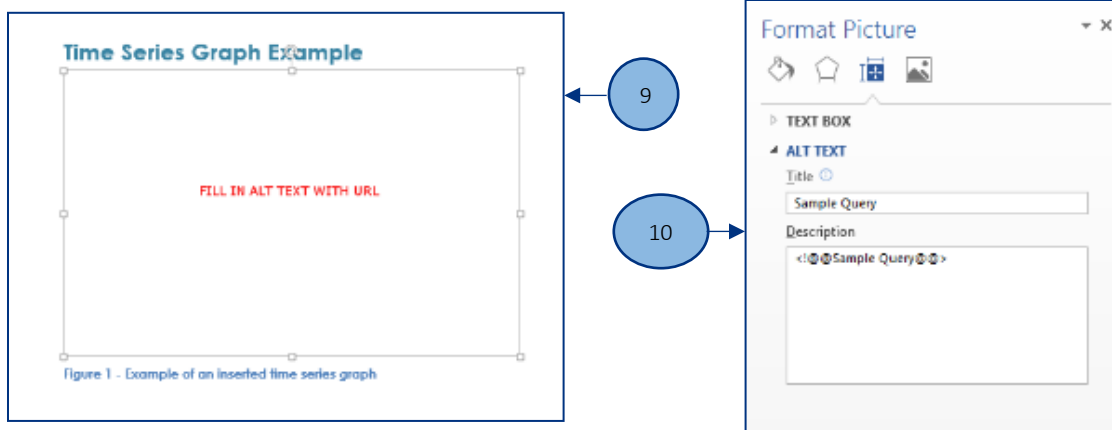 Time Series Graph Example
FILL IN ALT TEXT WITH URL
Figure 1 - Example of an inserted time series graph
9
10
Format Picture
TEXT BOX
ALT TEXT
Title
Sample Query
Description
<!@@Sample Query@@>